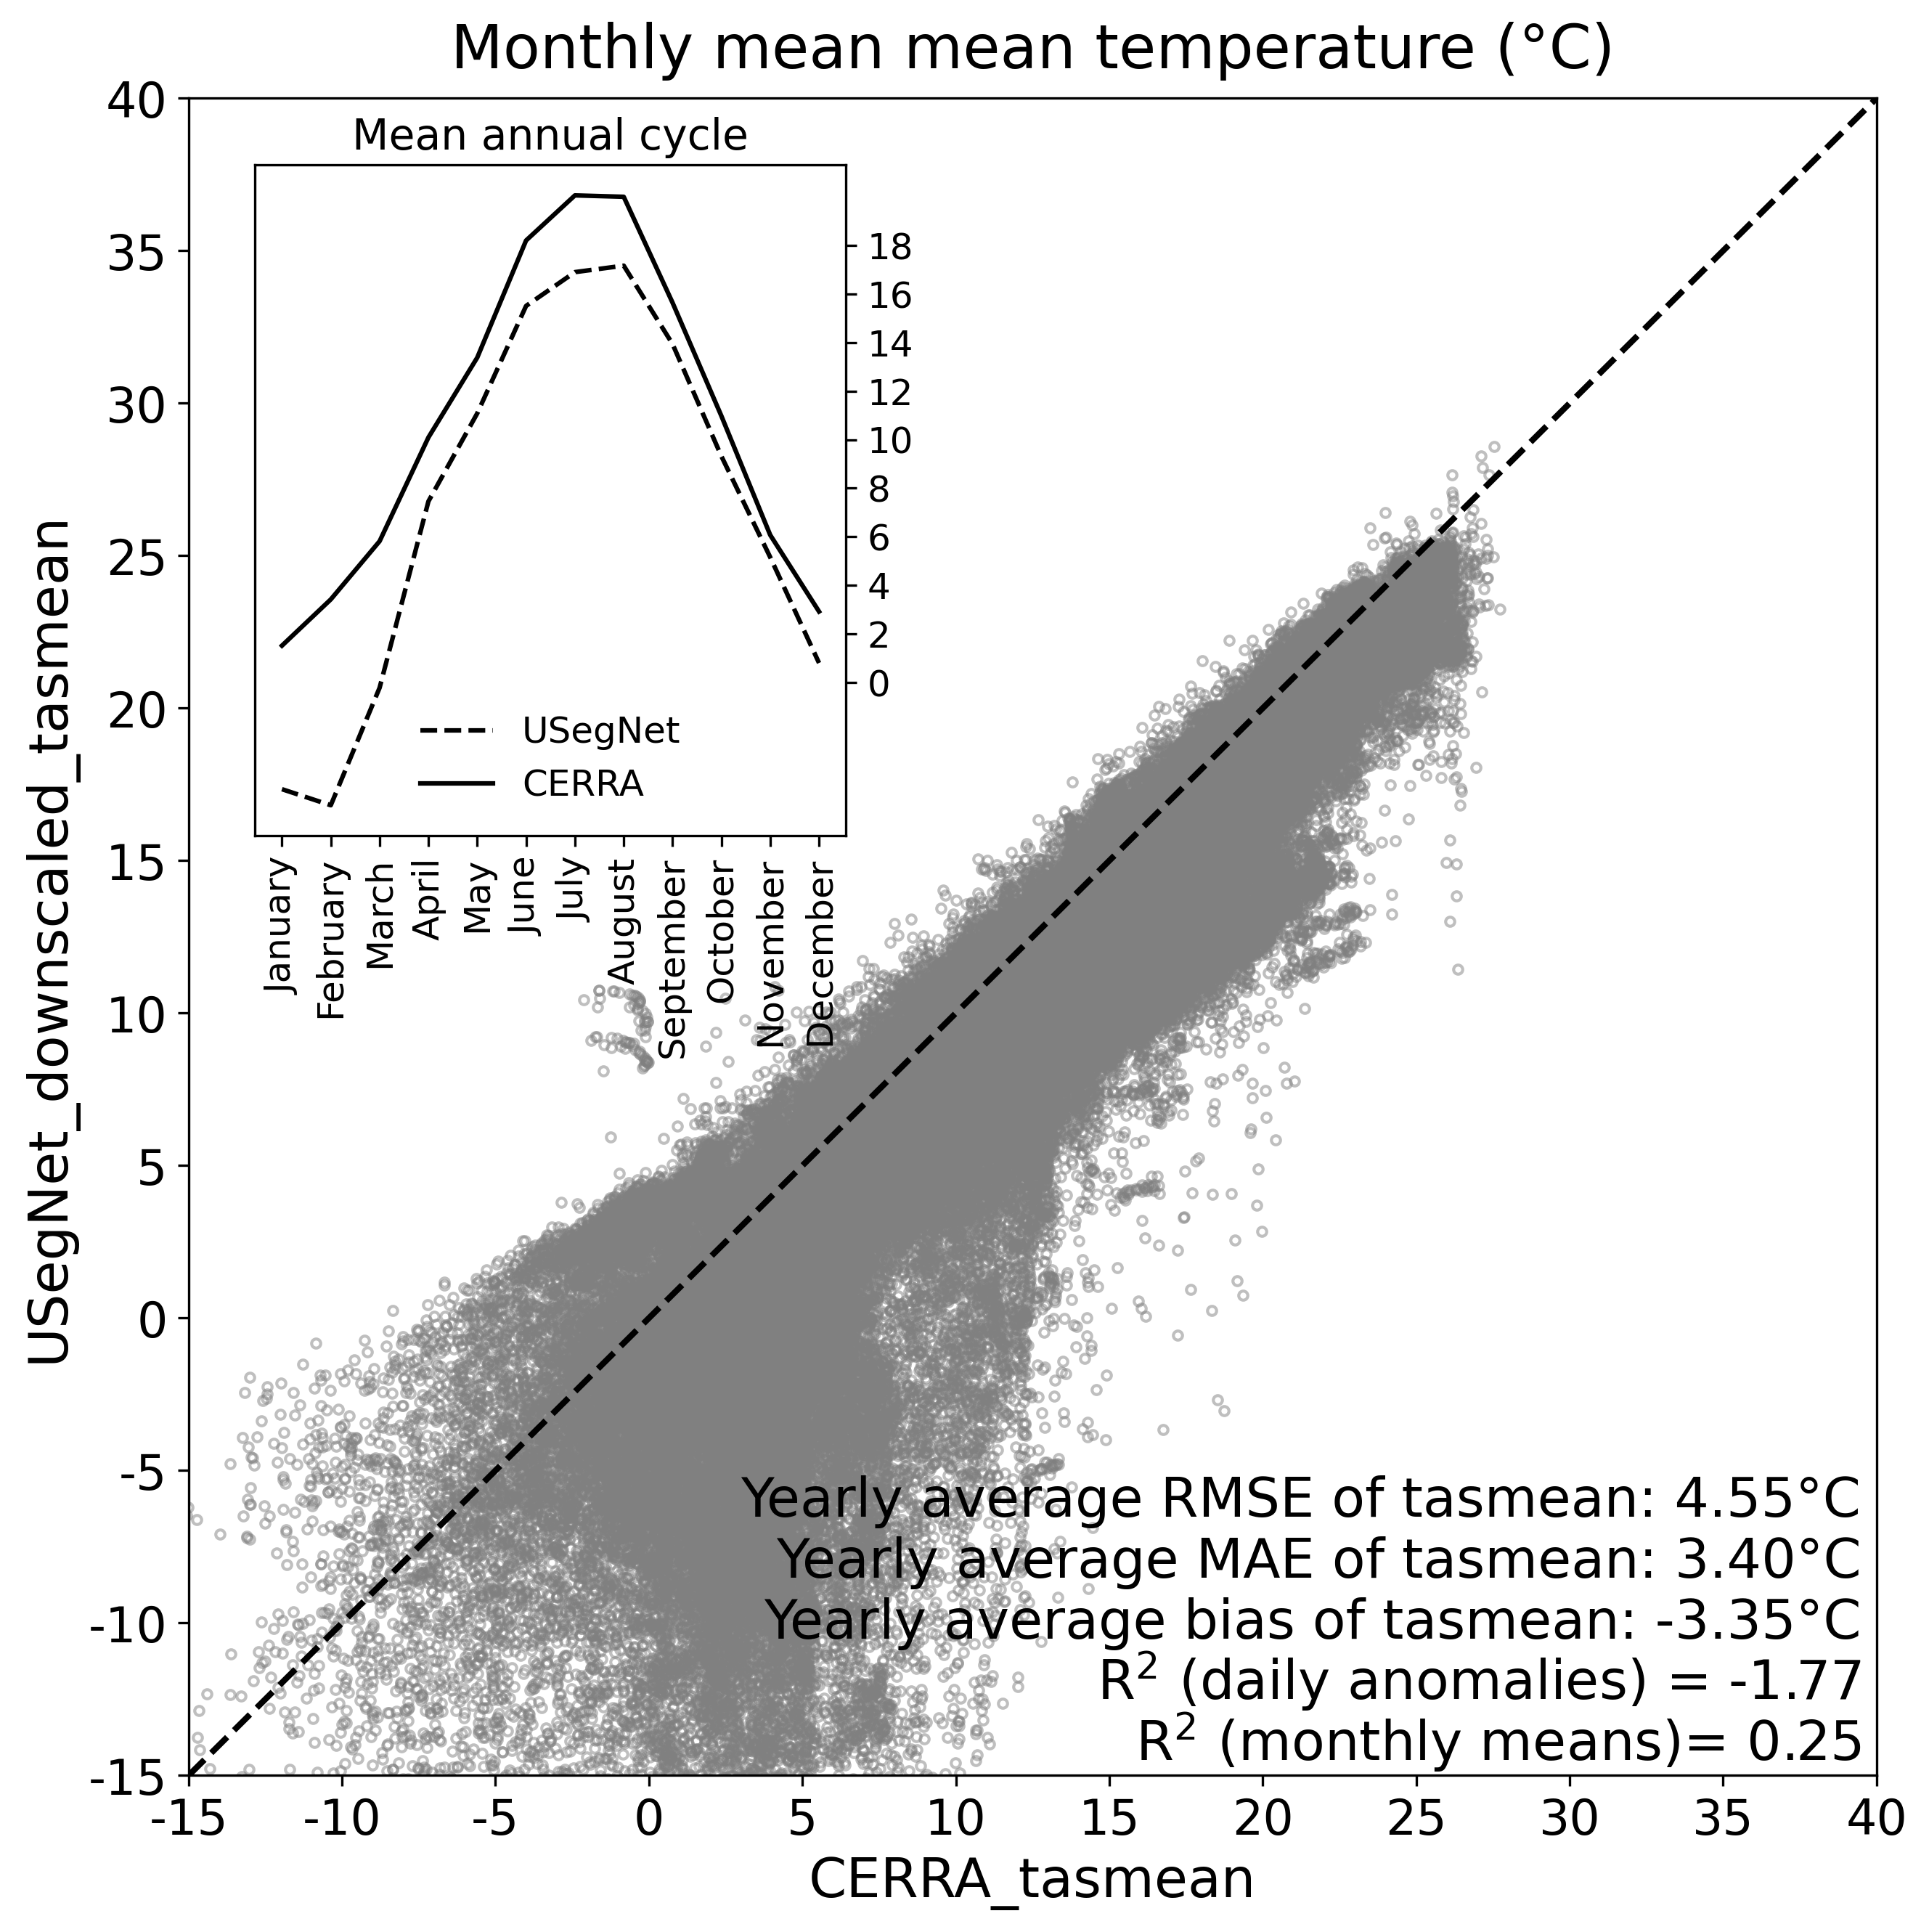 Monthly mean mean temperature (°C)
USegNet_downscaled_tasmean
40
35
30
25
20
15
10
5
0
-5
-10
-15
Mean annual cycle
18
16
14
12
10
8
6
4
2
0
USegNet
CERRA
January
February
March
April
May
June
July
August
September
October
November
December
Yearly average RMSE of tasmean: 4.55°C
Yearly average MAE of tasmean: 3.40°C
Yearly average bias of tasmean: -3.35°C
R² (daily anomalies) = -1.77
R² (monthly means)= 0.25
-15 -10 -5 0 5 10 15 20 25 30 35 40
CERRA_tasmean